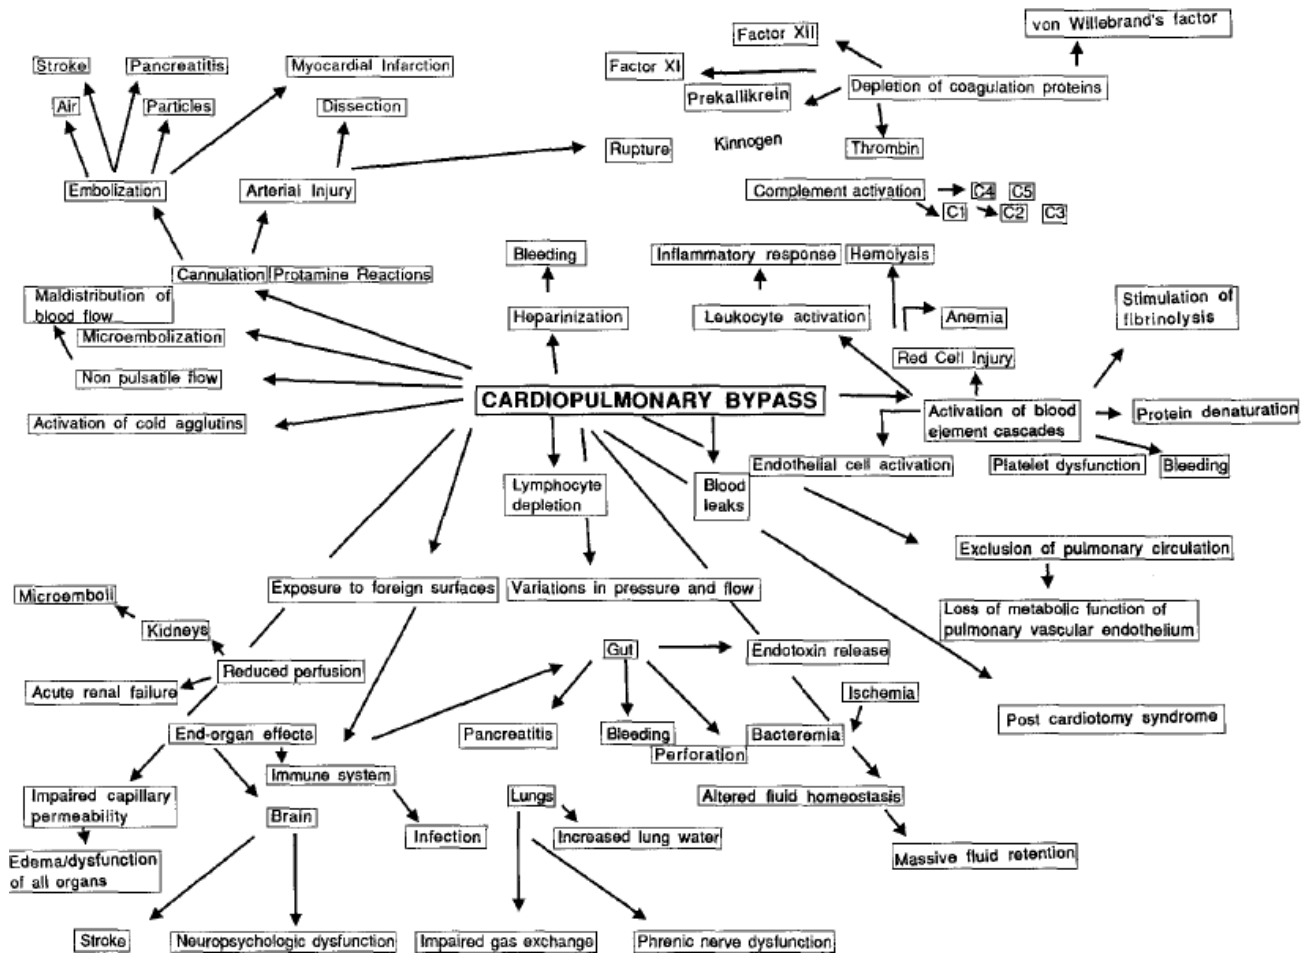 von Willebrand's factor
Factor XII
Stroke
Pancreatitis
Myocardial Infarction
Factor XI
Depletion of coagulation proteins
Prekallikrein
Air
Particles
Dissection
Kinnogen
Rupture
Thrombin
Embolization
Arterial Injury
Complement activation
C4
C5
C1
C2
C3
Bleeding
Inflammatory response
Hemolysis
Cannulation
Protamine Reactions
Maldistribution of
blood flow
Stimulation of
fibrinolysis
Heparinization
Leukocyte activation
Anemia
Microembolization
Red Cell Injury
Non pulsatile flow
CARDIOPULMONARY BYPASS
Activation of blood
element cascades
Protein denaturation
Activation of cold agglutins
Endothelial cell activation
Platelet dysfunction
Bleeding
Lymphocyte
depletion
Blood
leaks
Exclusion of pulmonary circulation
Exposure to foreign surfaces
Variations in pressure and flow
Microemboli
Loss of metabolic function of
pulmonary vascular endothelium
Kidneys
Gut
Endotoxin release
Reduced perfusion
Acute renal failure
Ischemia
Post cardiotomy syndrome
End-organ effects
Pancreatitis
Bleeding
Bacteremia
Perforation
Immune system
Impaired capillary
permeability
Lungs
Altered fluid homeostasis
Brain
Infection
Increased lung water
Massive fluid retention
Edema/dysfunction
of all organs
Stroke
Neuropsychologic dysfunction
Impaired gas exchange
Phrenic nerve dysfunction